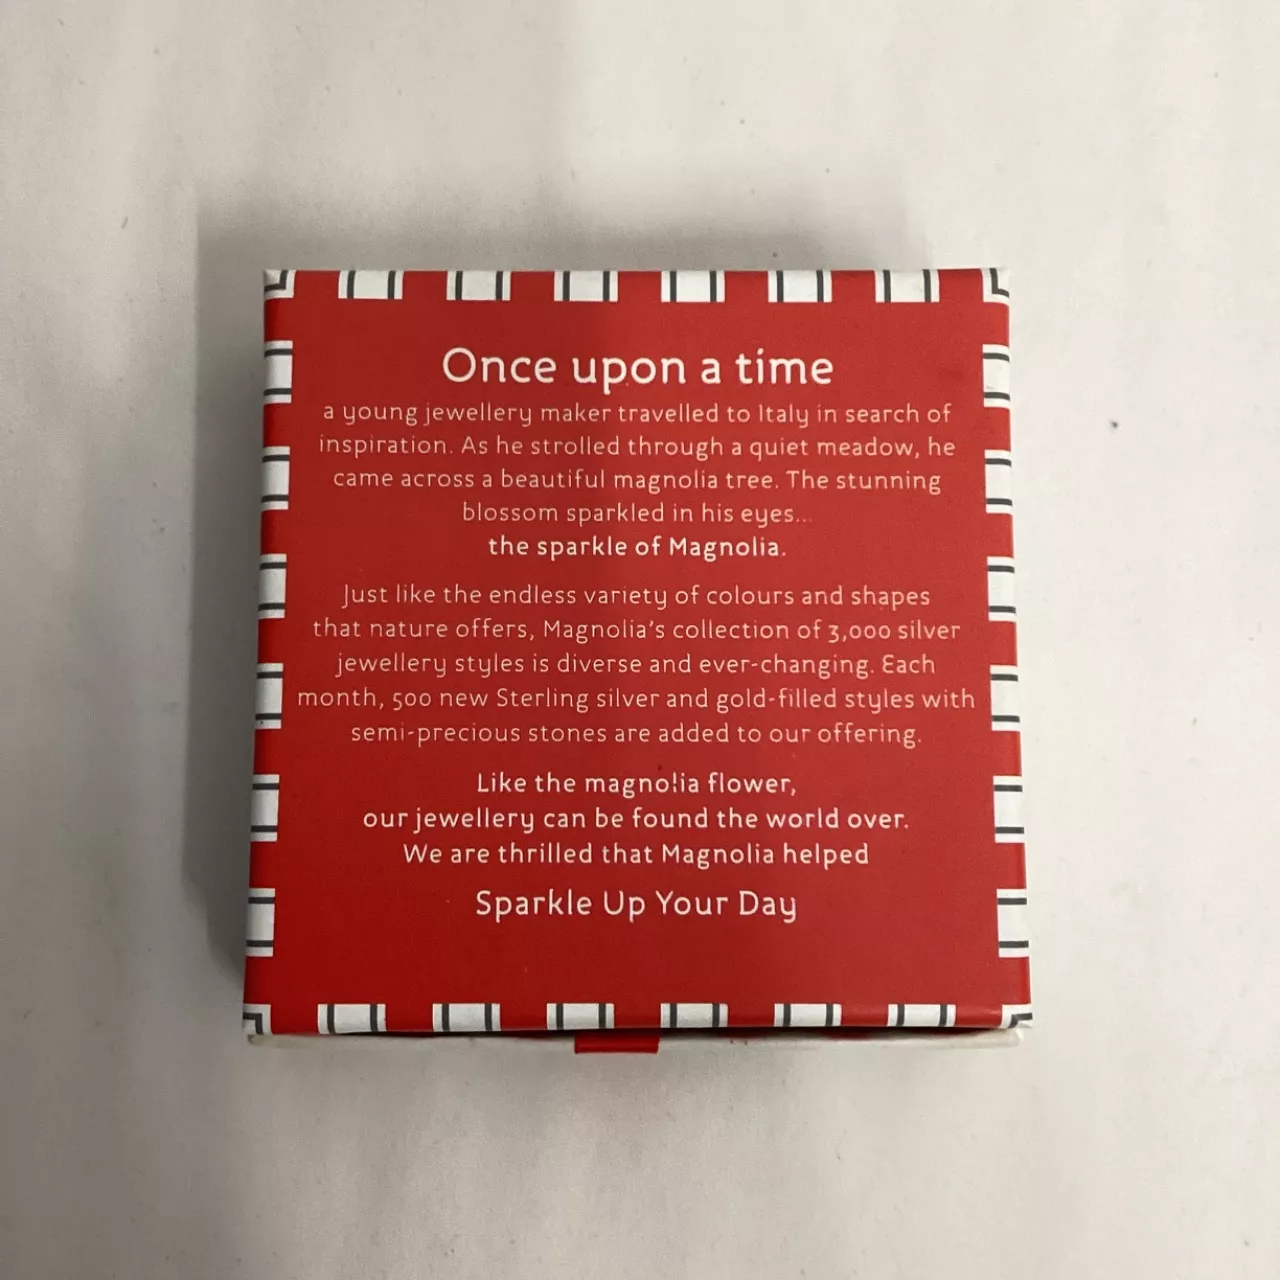 Once upon a time
a young jewellery maker travelled to Italy in search of
inspiration. As he strolled through a quiet meadow, he
came across a beautiful magnolia tree. The stunning
blossom sparkled in his eyes...
the sparkle of Magnolia.
Just like the endless variety of colours and shapes
that nature offers, Magnolia's collection of 3,000 silver
jewellery styles is diverse and ever-changing. Each
month, 500 new Sterling silver and gold-filled styles with
semi-precious stones are added to our offering.
Like the magnolia flower,
our jewellery can be found the world over.
We are thrilled that Magnolia helped
Sparkle Up Your Day